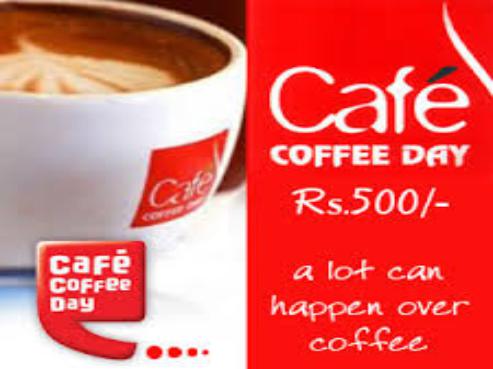 Café
COFFEE DAY
café
coffee
Day
Café
COFFEE DAY
Rs.500/-
a lot can
happen over
coffee